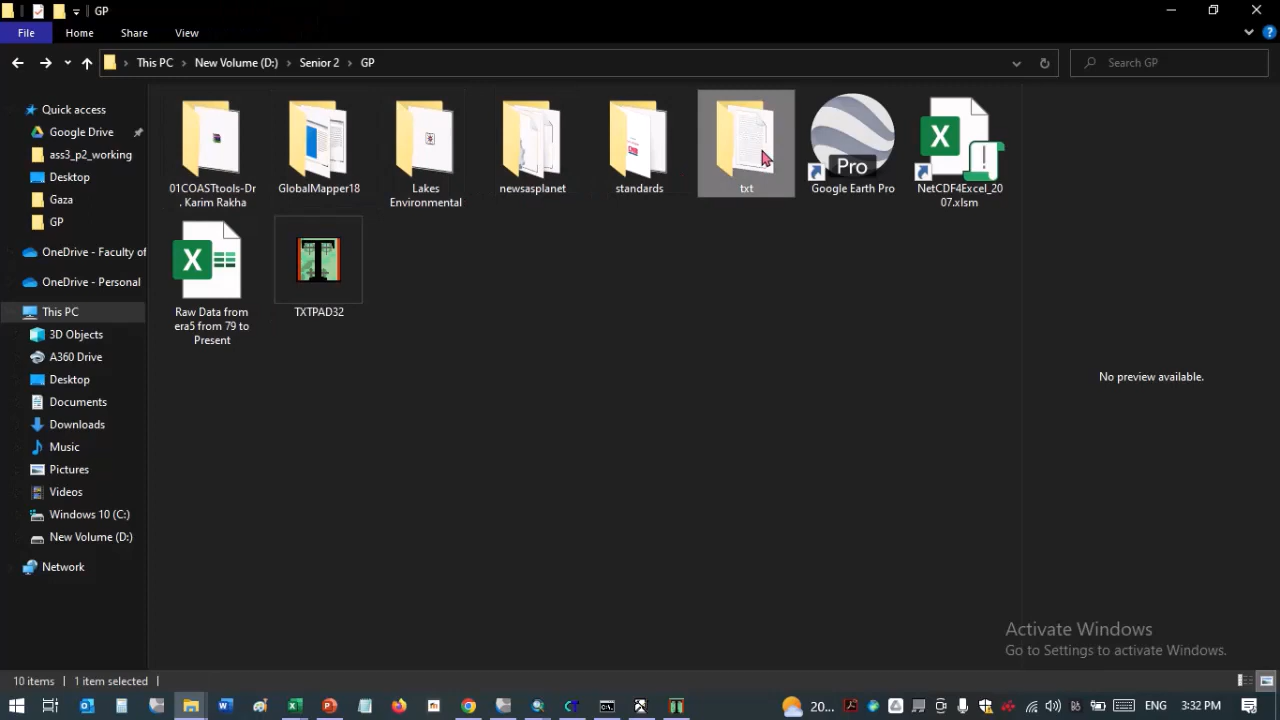 GP
File
Home
Share
View
This PC
New Volume (D:)
Senior 2
GP
Search GP
Quick access
Google Drive
ass3_p2_working
Desktop
Gaza
GP
OneDrive - Faculty of
OneDrive - Personal
This PC
3D Objects
A360 Drive
Desktop
Documents
Downloads
Music
Pictures
Videos
Windows 10 (C:)
New Volume (D:)
Network
01COASTtools-Dr
. Karim Rakha
GlobalMapper18
Lakes
Environmental
newsasplanet
standards
txt
Pro
Google Earth Pro
NetCDF4Excel_20
07.xlsm
Raw Data from
era5 from 79 to
Present
TXTPAD32
No preview available.
Activate Windows
Go to Settings to activate Windows.
10 items
1 item selected
20...
ENG
3:32 PM